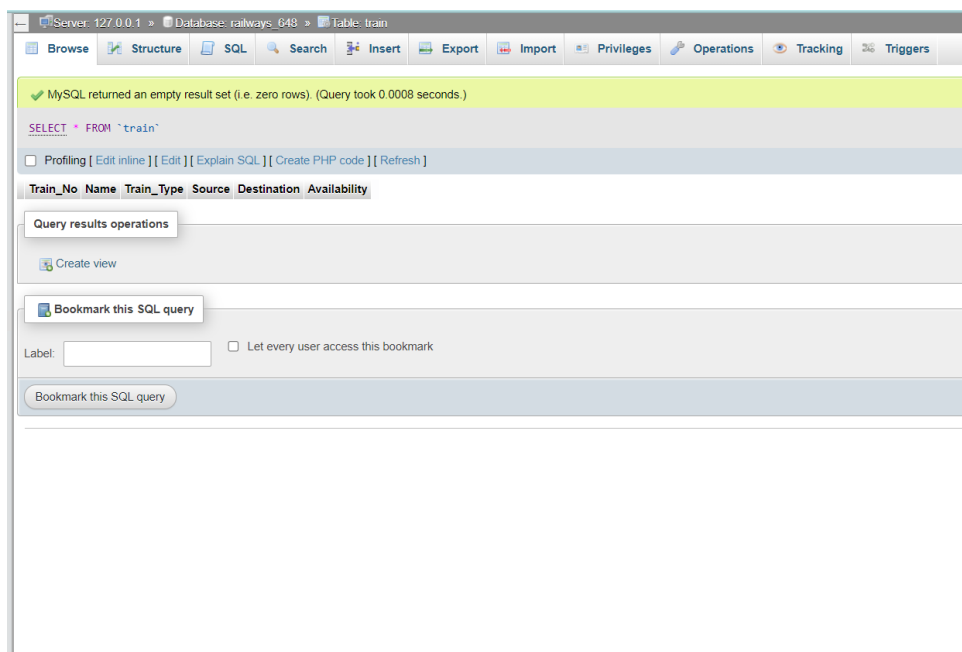 Server: 127.0.0.1 » Database: railways_648 » Table: train
Browse Structure SQL Search Insert Export Import Privileges Operations Tracking Triggers
MySQL returned an empty result set (i.e. zero rows). (Query took 0.0008 seconds.)
SELECT * FROM `train`
Profiling [ Edit inline ] [ Edit ] [ Explain SQL ] [ Create PHP code ] [ Refresh ]
Train_No Name Train_Type Source Destination Availability
Query results operations
Create view
Bookmark this SQL query
Label: Let every user access this bookmark
Bookmark this SQL query